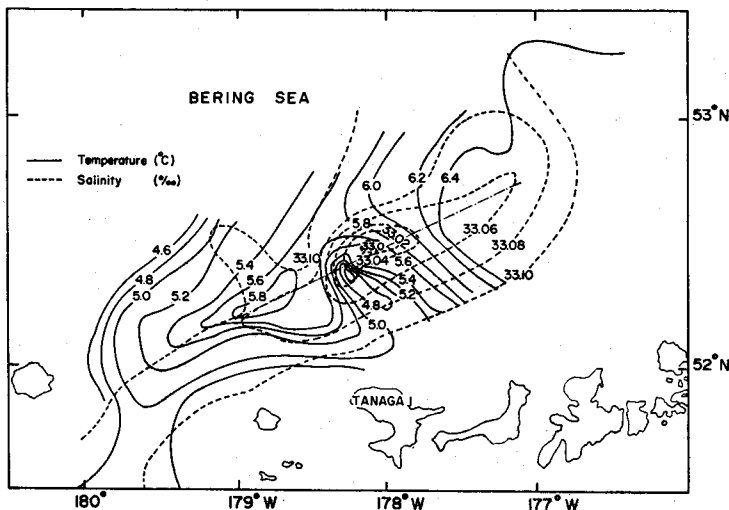 BERING SEA
53°N
Temperature (°C)
Salinity (‰)
6.0
6.2
6.4
4.6
5.8
33.02
33.06
33.0
33.08
4.8
5.4
33.10
33.04
5.6
33.10
5.0
5.2
5.6
5.4
5.8
4.8
5.2
5.0
52°N
TANAGA I
180°
179°W
178°W
177°W